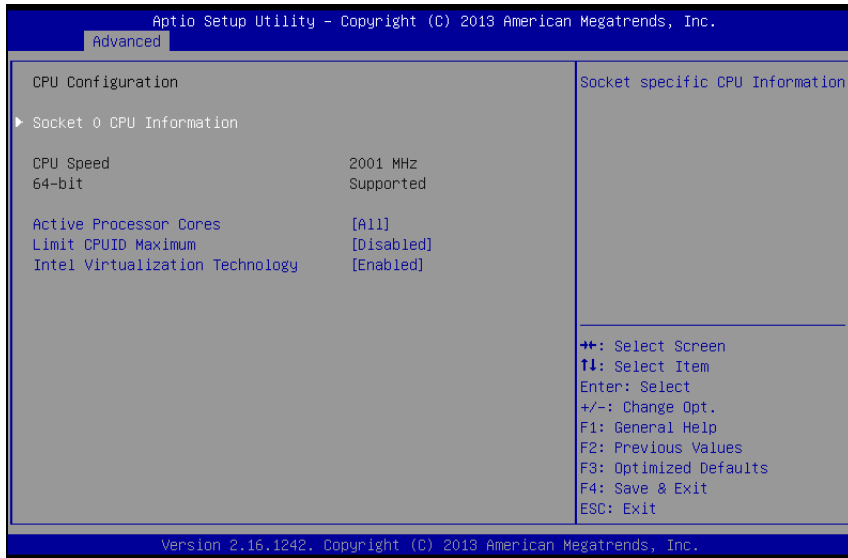 Aptio Setup Utility – Copyright (C) 2013 American Megatrends, Inc.
Advanced
CPU Configuration
Socket 0 CPU Information
CPU Speed 2001 MHz
64-bit Supported
Active Processor Cores [All]
Limit CPUID Maximum [Disabled]
Intel Virtualization Technology [Enabled]
Socket specific CPU Information
→←: Select Screen
↑↓: Select Item
Enter: Select
+/-: Change Opt.
F1: General Help
F2: Previous Values
F3: Optimized Defaults
F4: Save & Exit
ESC: Exit
Version 2.16.1242. Copyright (C) 2013 American Megatrends, Inc.